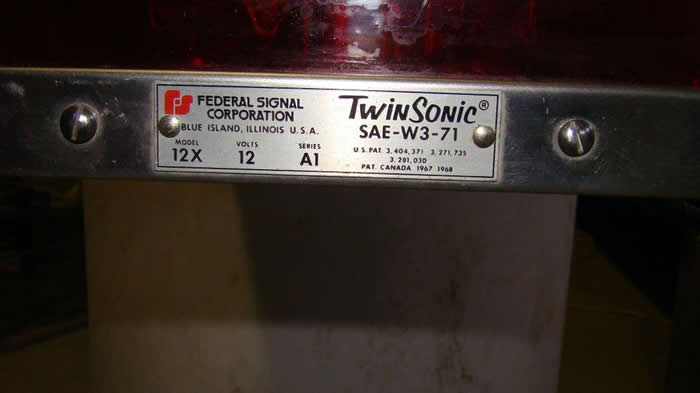 FEDERAL SIGNAL
CORPORATION
BLUE ISLAND, ILLINOIS U.S.A.
MODEL VOLTS SERIES
12X 12 A1
TWINSONIC®
SAE-W3-71
U.S. PAT. 3,404,371 3,271,735
3,281,030
PAT. CANADA 1967 1968